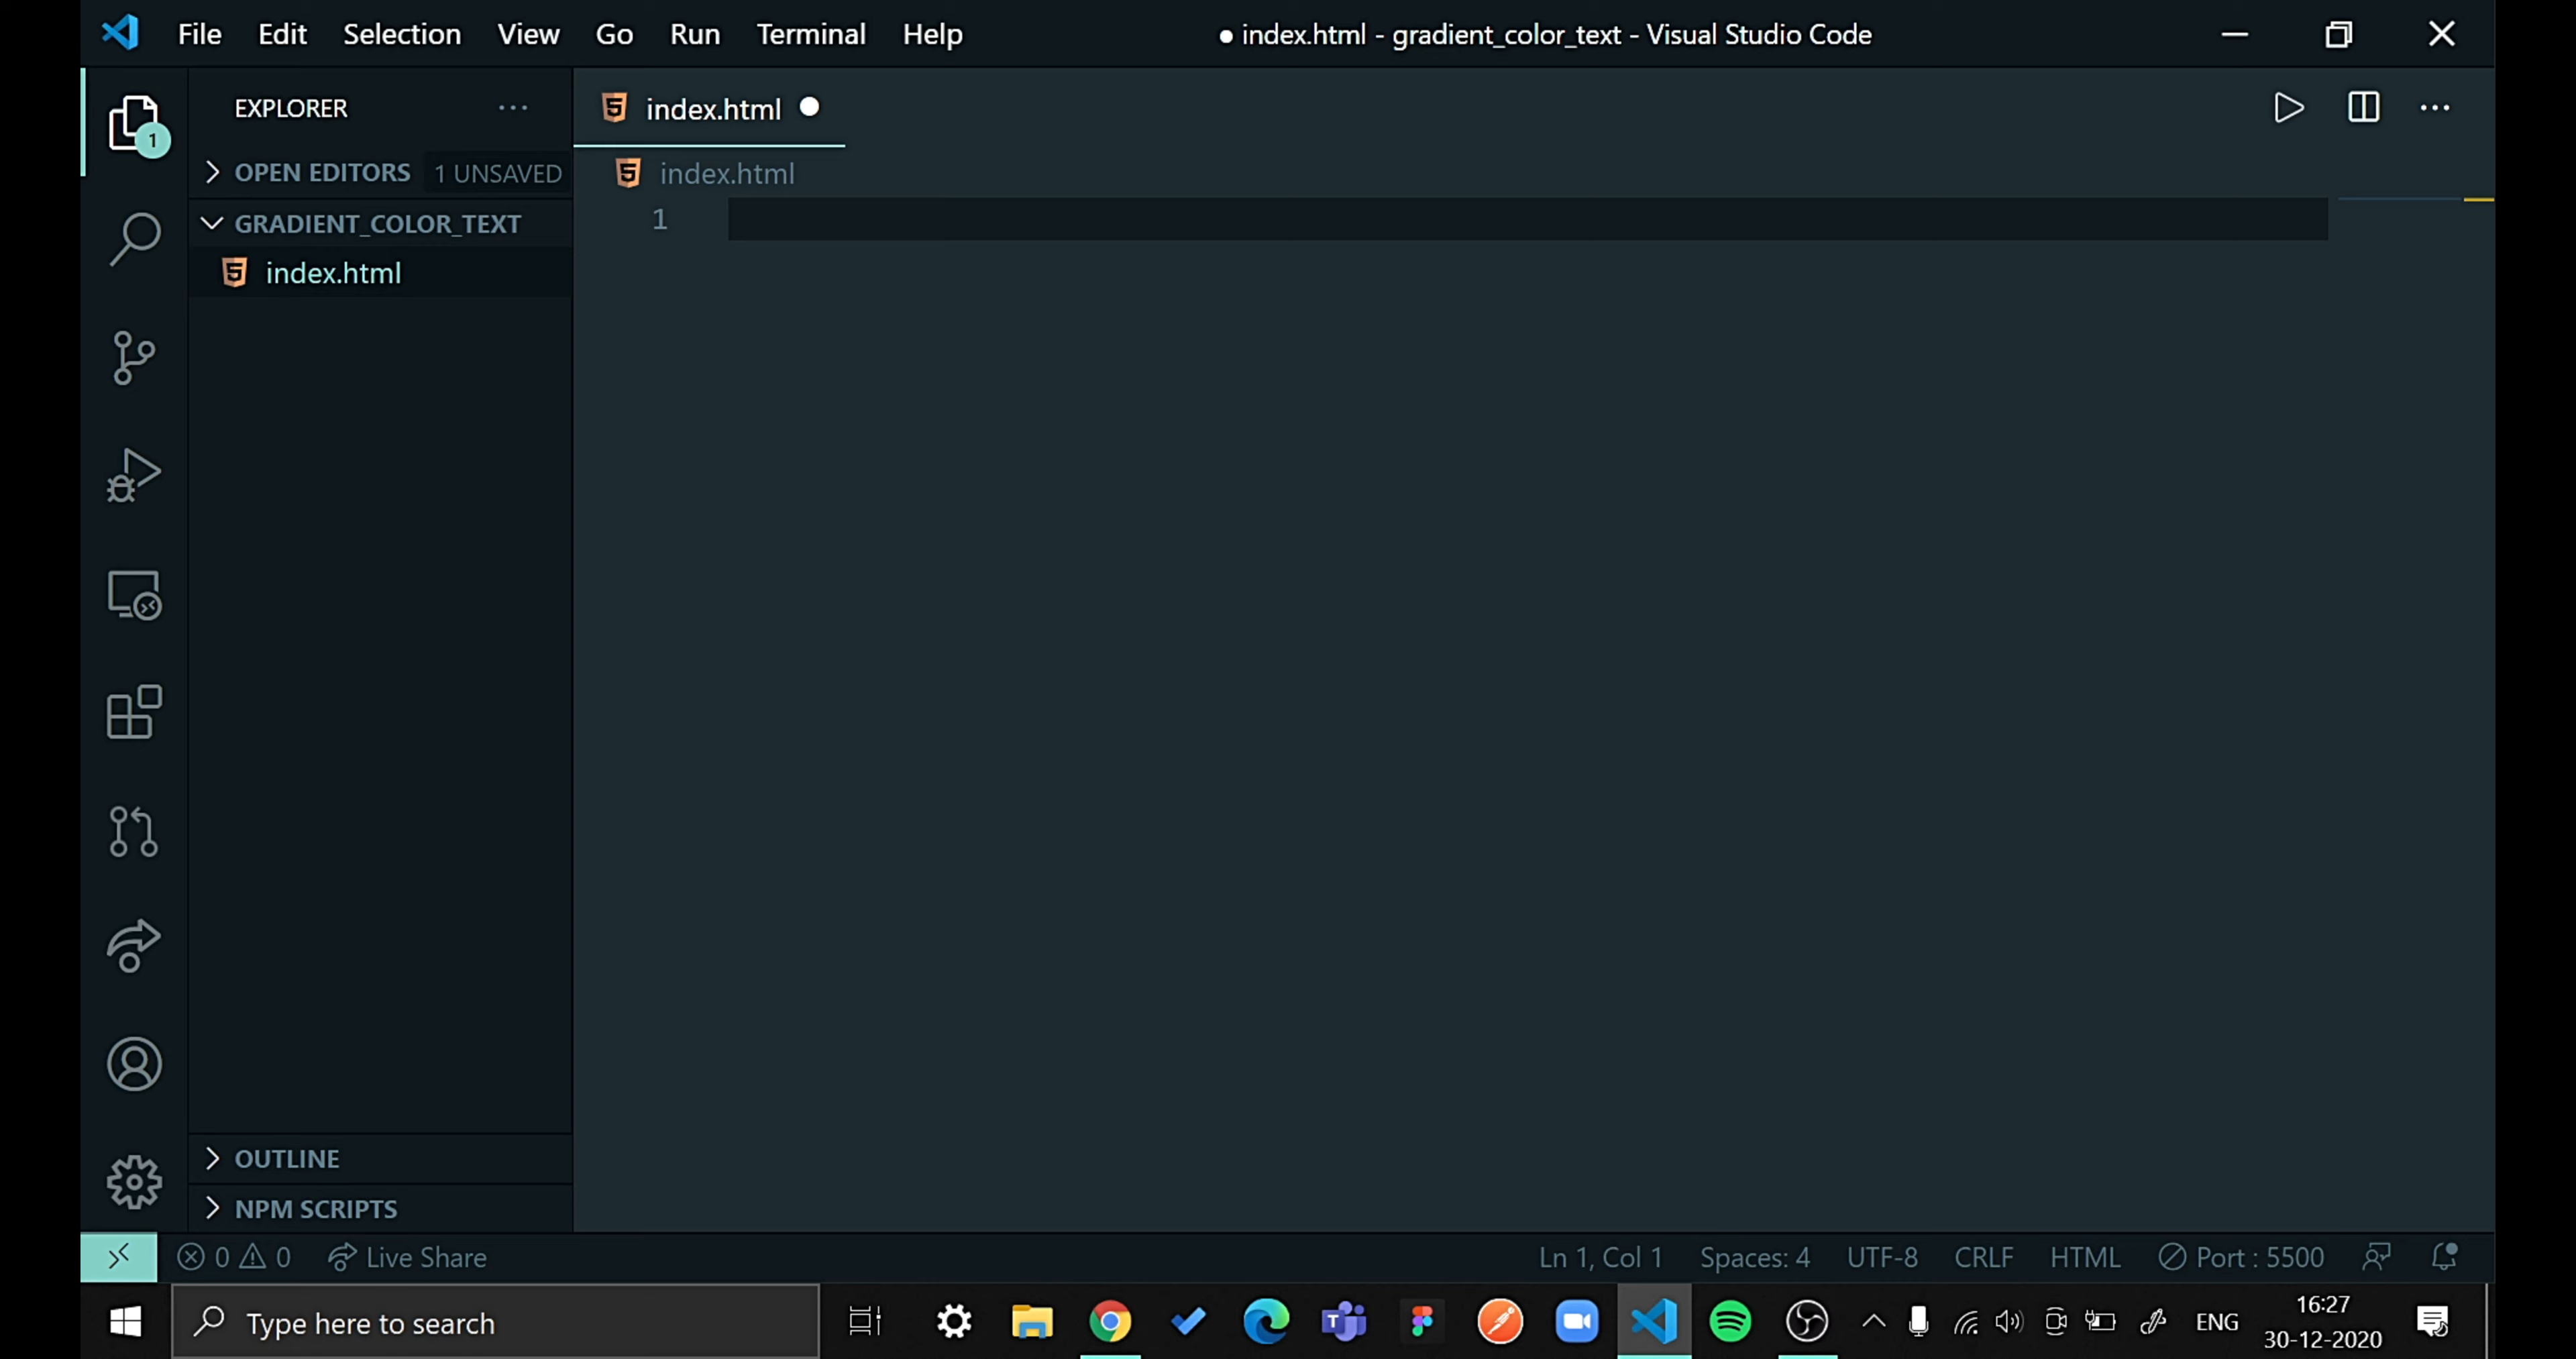 File Edit Selection View Go Run Terminal Help
● index.html - gradient_color_text - Visual Studio Code
EXPLORER
index.html
1
OPEN EDITORS 1 UNSAVED
index.html
GRADIENT_COLOR_TEXT
1
index.html
OUTLINE
NPM SCRIPTS
0 0 Live Share
Ln 1, Col 1 Spaces: 4 UTF-8 CRLF HTML Port : 5500
Type here to search
ENG
16:27
30-12-2020